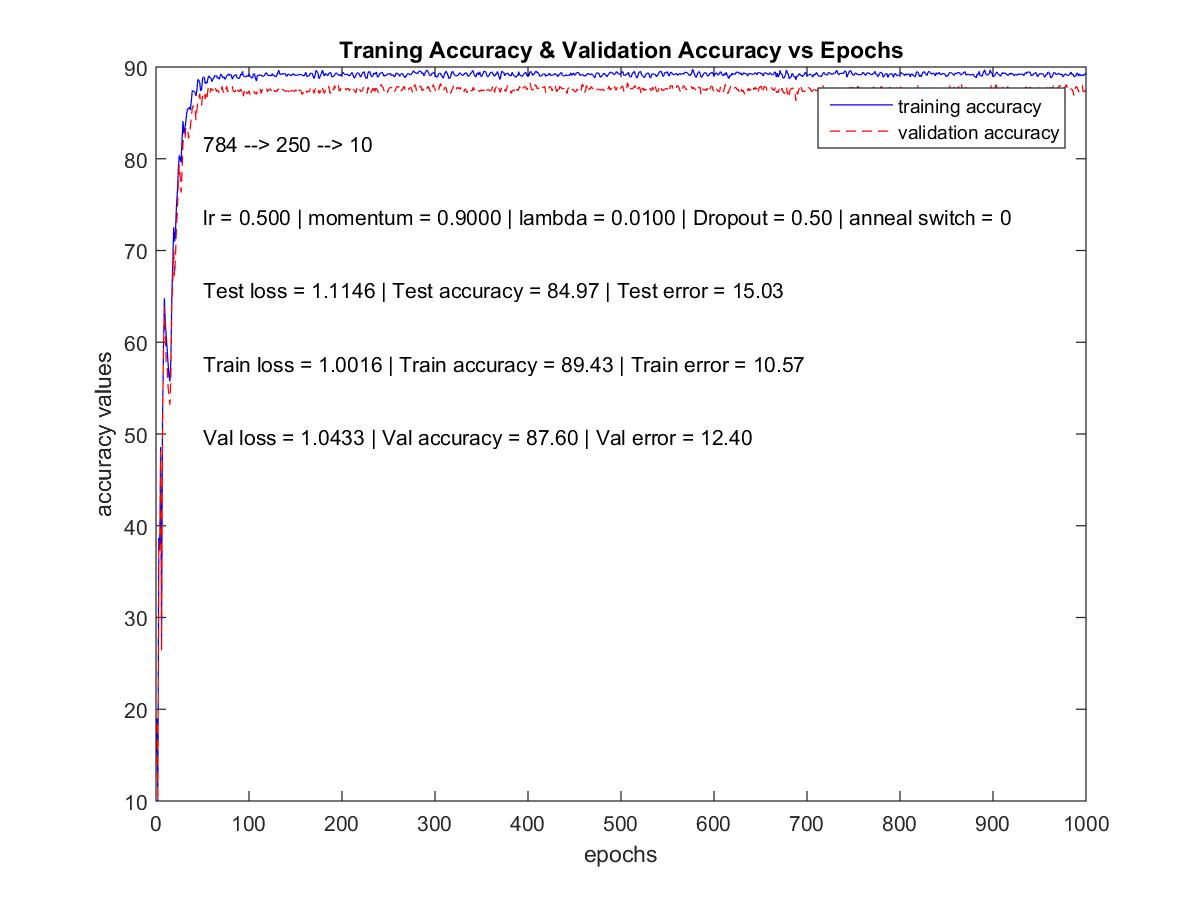 Traning Accuracy & Validation Accuracy vs Epochs
90
80
70
60
50
40
30
20
10
accuracy values
training accuracy
validation accuracy
784 --> 250 --> 10
lr = 0.500 | momentum = 0.9000 | lambda = 0.0100 | Dropout = 0.50 | anneal switch = 0
Test loss = 1.1146 | Test accuracy = 84.97 | Test error = 15.03
Train loss = 1.0016 | Train accuracy = 89.43 | Train error = 10.57
Val loss = 1.0433 | Val accuracy = 87.60 | Val error = 12.40
0 100 200 300 400 500 600 700 800 900 1000
epochs